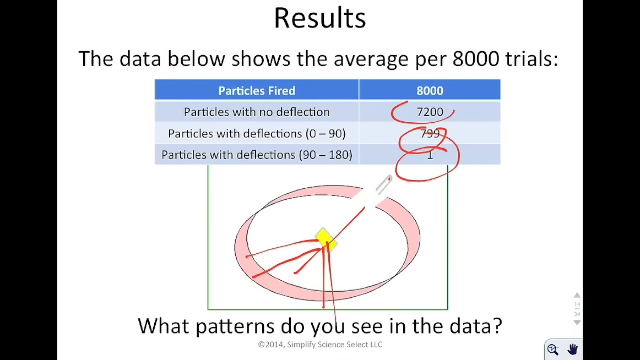 Results
The data below shows the average per 8000 trials:
Particles Fired 8000
Particles with no deflection 7200
Particles with deflections (0 – 90) 799
Particles with deflections (90 – 180) 1
What patterns do you see in the data?
©2014, Simplify Science Select LLC